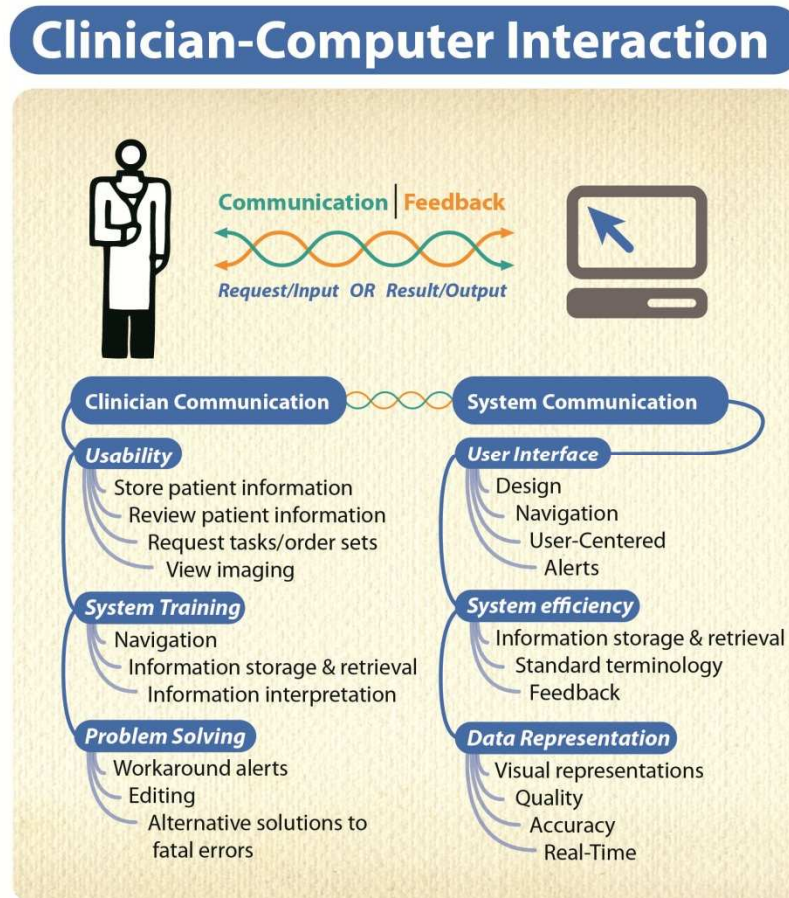 Clinician-Computer Interaction
Communication | Feedback
Request/Input OR Result/Output
Clinician Communication
Usability
Store patient information
Review patient information
Request tasks/order sets
View imaging
System Training
Navigation
Information storage & retrieval
Information interpretation
Problem Solving
Workaround alerts
Editing
Alternative solutions to
fatal errors
System Communication
User Interface
Design
Navigation
User-Centered
Alerts
System efficiency
Information storage & retrieval
Standard terminology
Feedback
Data Representation
Visual representations
Quality
Accuracy
Real-Time